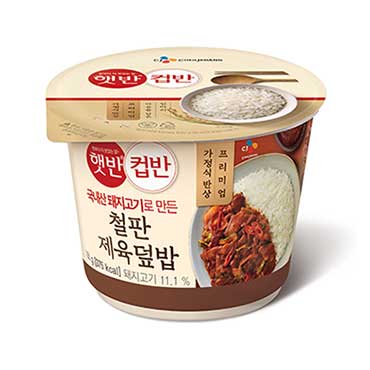 CJ
햇반 컵반
CJ
햇반 컵반
프리미엄
가정식 반상
국내산 돼지고기로 만든
철판
제육덮밥
돼지고기 11.1 %